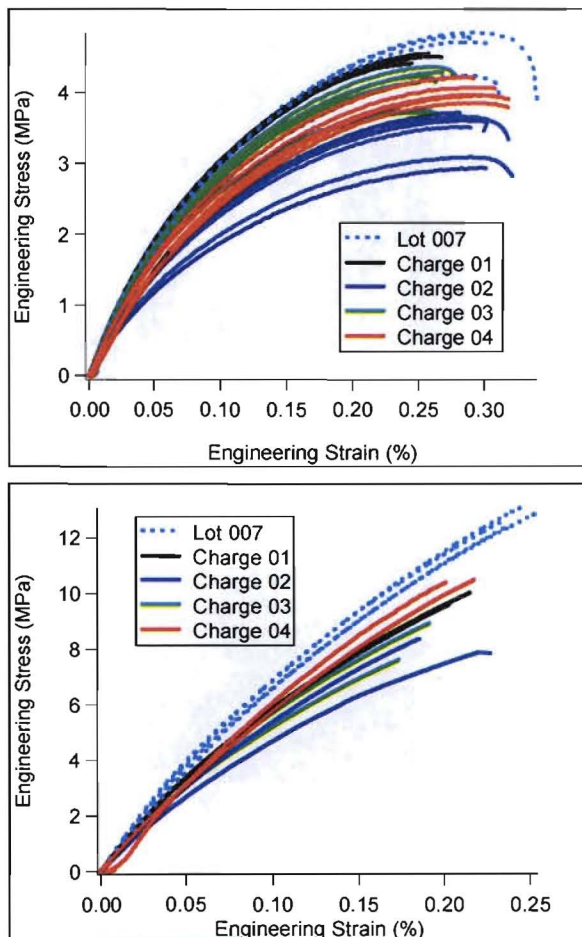 Engineering Stress (MPa)
4
3
2
1
0
Lot 007
Charge 01
Charge 02
Charge 03
Charge 04
0.00 0.05 0.10 0.15 0.20 0.25 0.30
Engineering Strain (%)
Engineering Stress (MPa)
12
10
8
6
4
2
0
Lot 007
Charge 01
Charge 02
Charge 03
Charge 04
0.00 0.05 0.10 0.15 0.20 0.25
Engineering Strain (%)